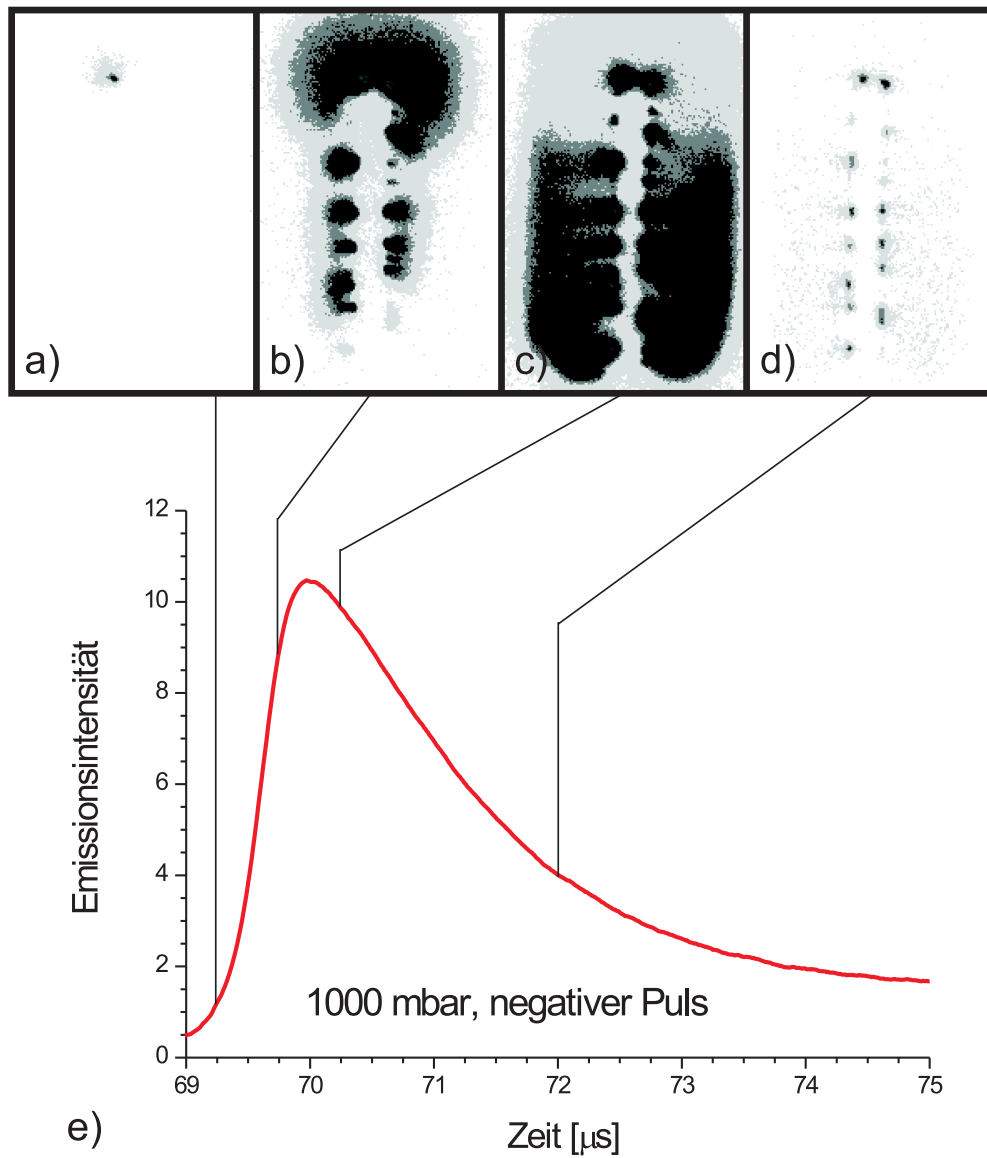 a)
b)
c)
d)
12
10
8
6
4
2
0
Emissionsintensität
1000 mbar, negativer Puls
69 70 71 72 73 74 75
e)
Zeit [μs]